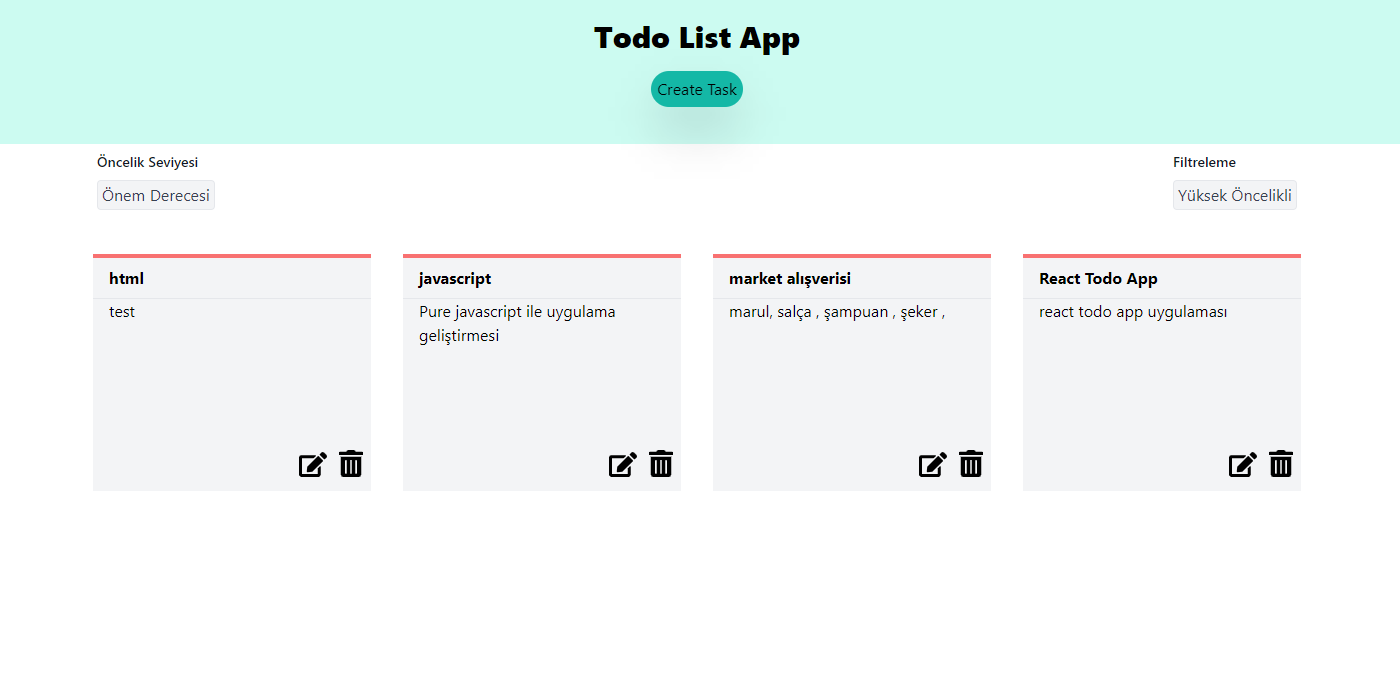 Todo List App
Create Task
Öncelik Seviyesi
Filtreleme
Önem Derecesi
Yüksek Öncelikli
html
test
javascript
Pure javascript ile uygulama
geliştirmesi
market alışverisi
marul, salça , şampuan , şeker ,
React Todo App
react todo app uygulaması